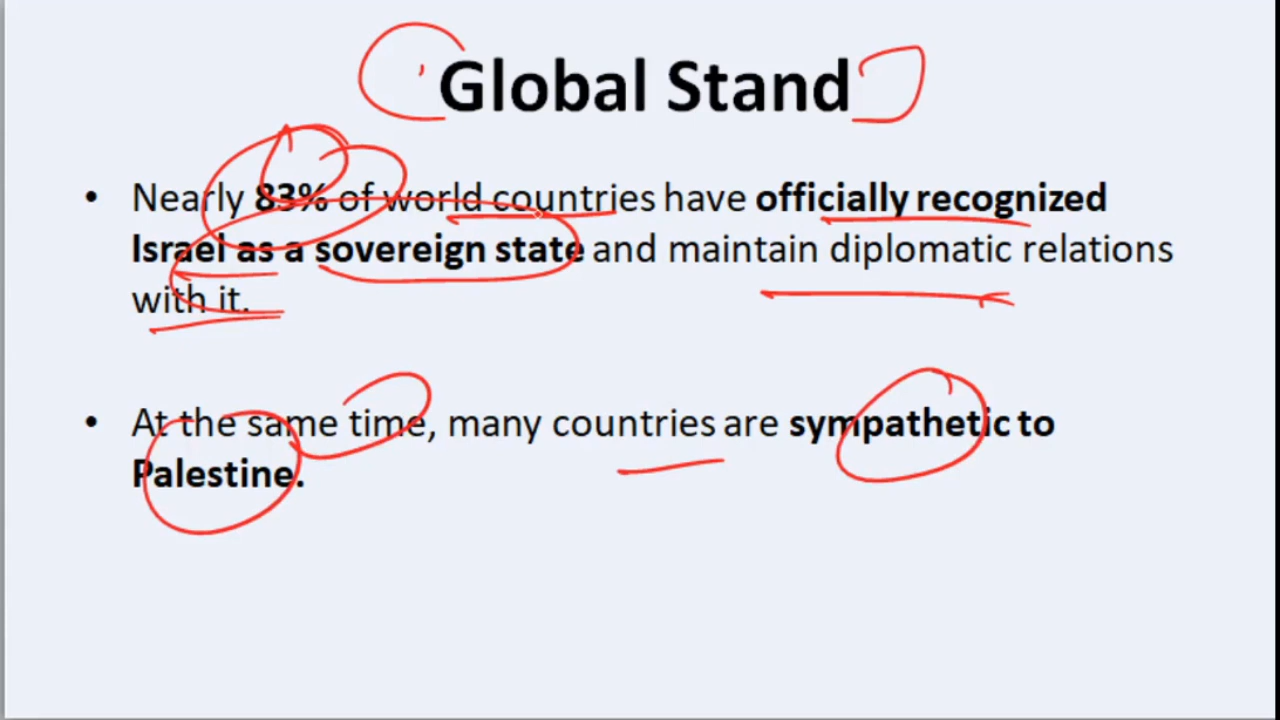 Global Stand
• Nearly 83% of world countries have officially recognized
Israel as a sovereign state and maintain diplomatic relations
with it.
• At the same time, many countries are sympathetic to
Palestine.